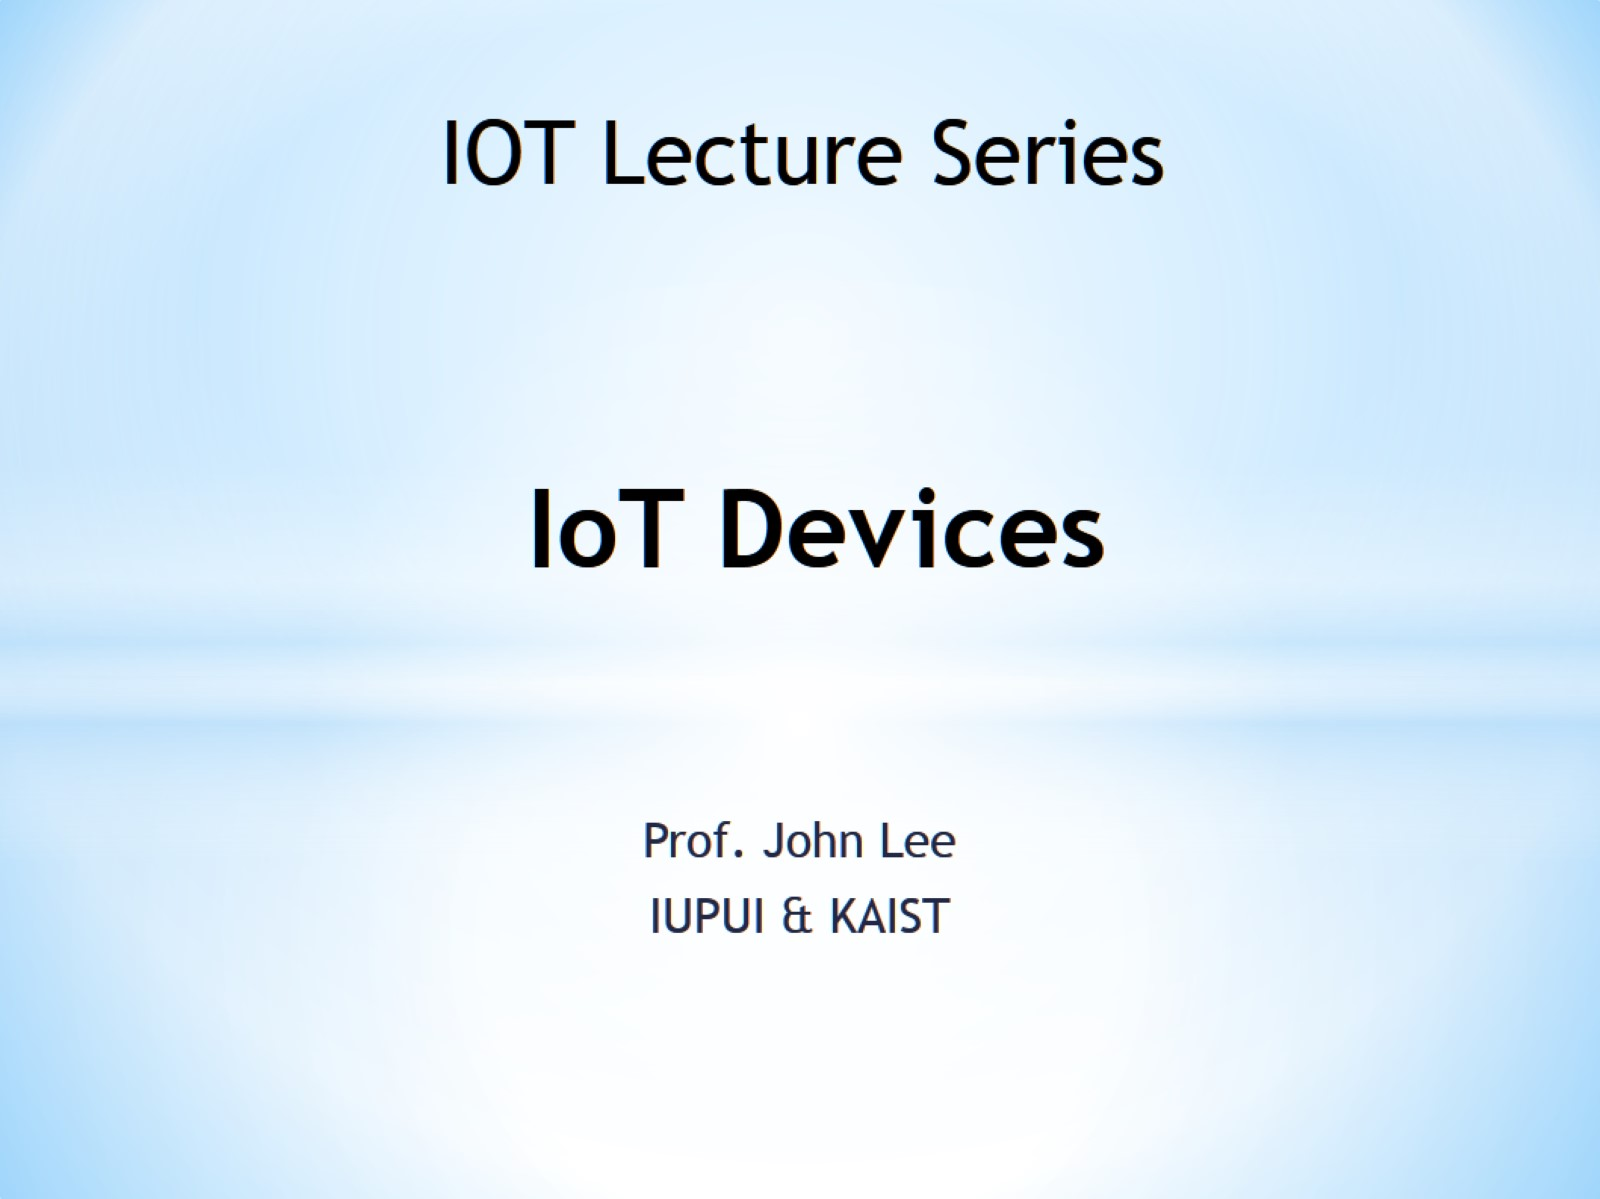 IOT Lecture Series
IoT Devices
Prof. John Lee
IUPUI & KAIST